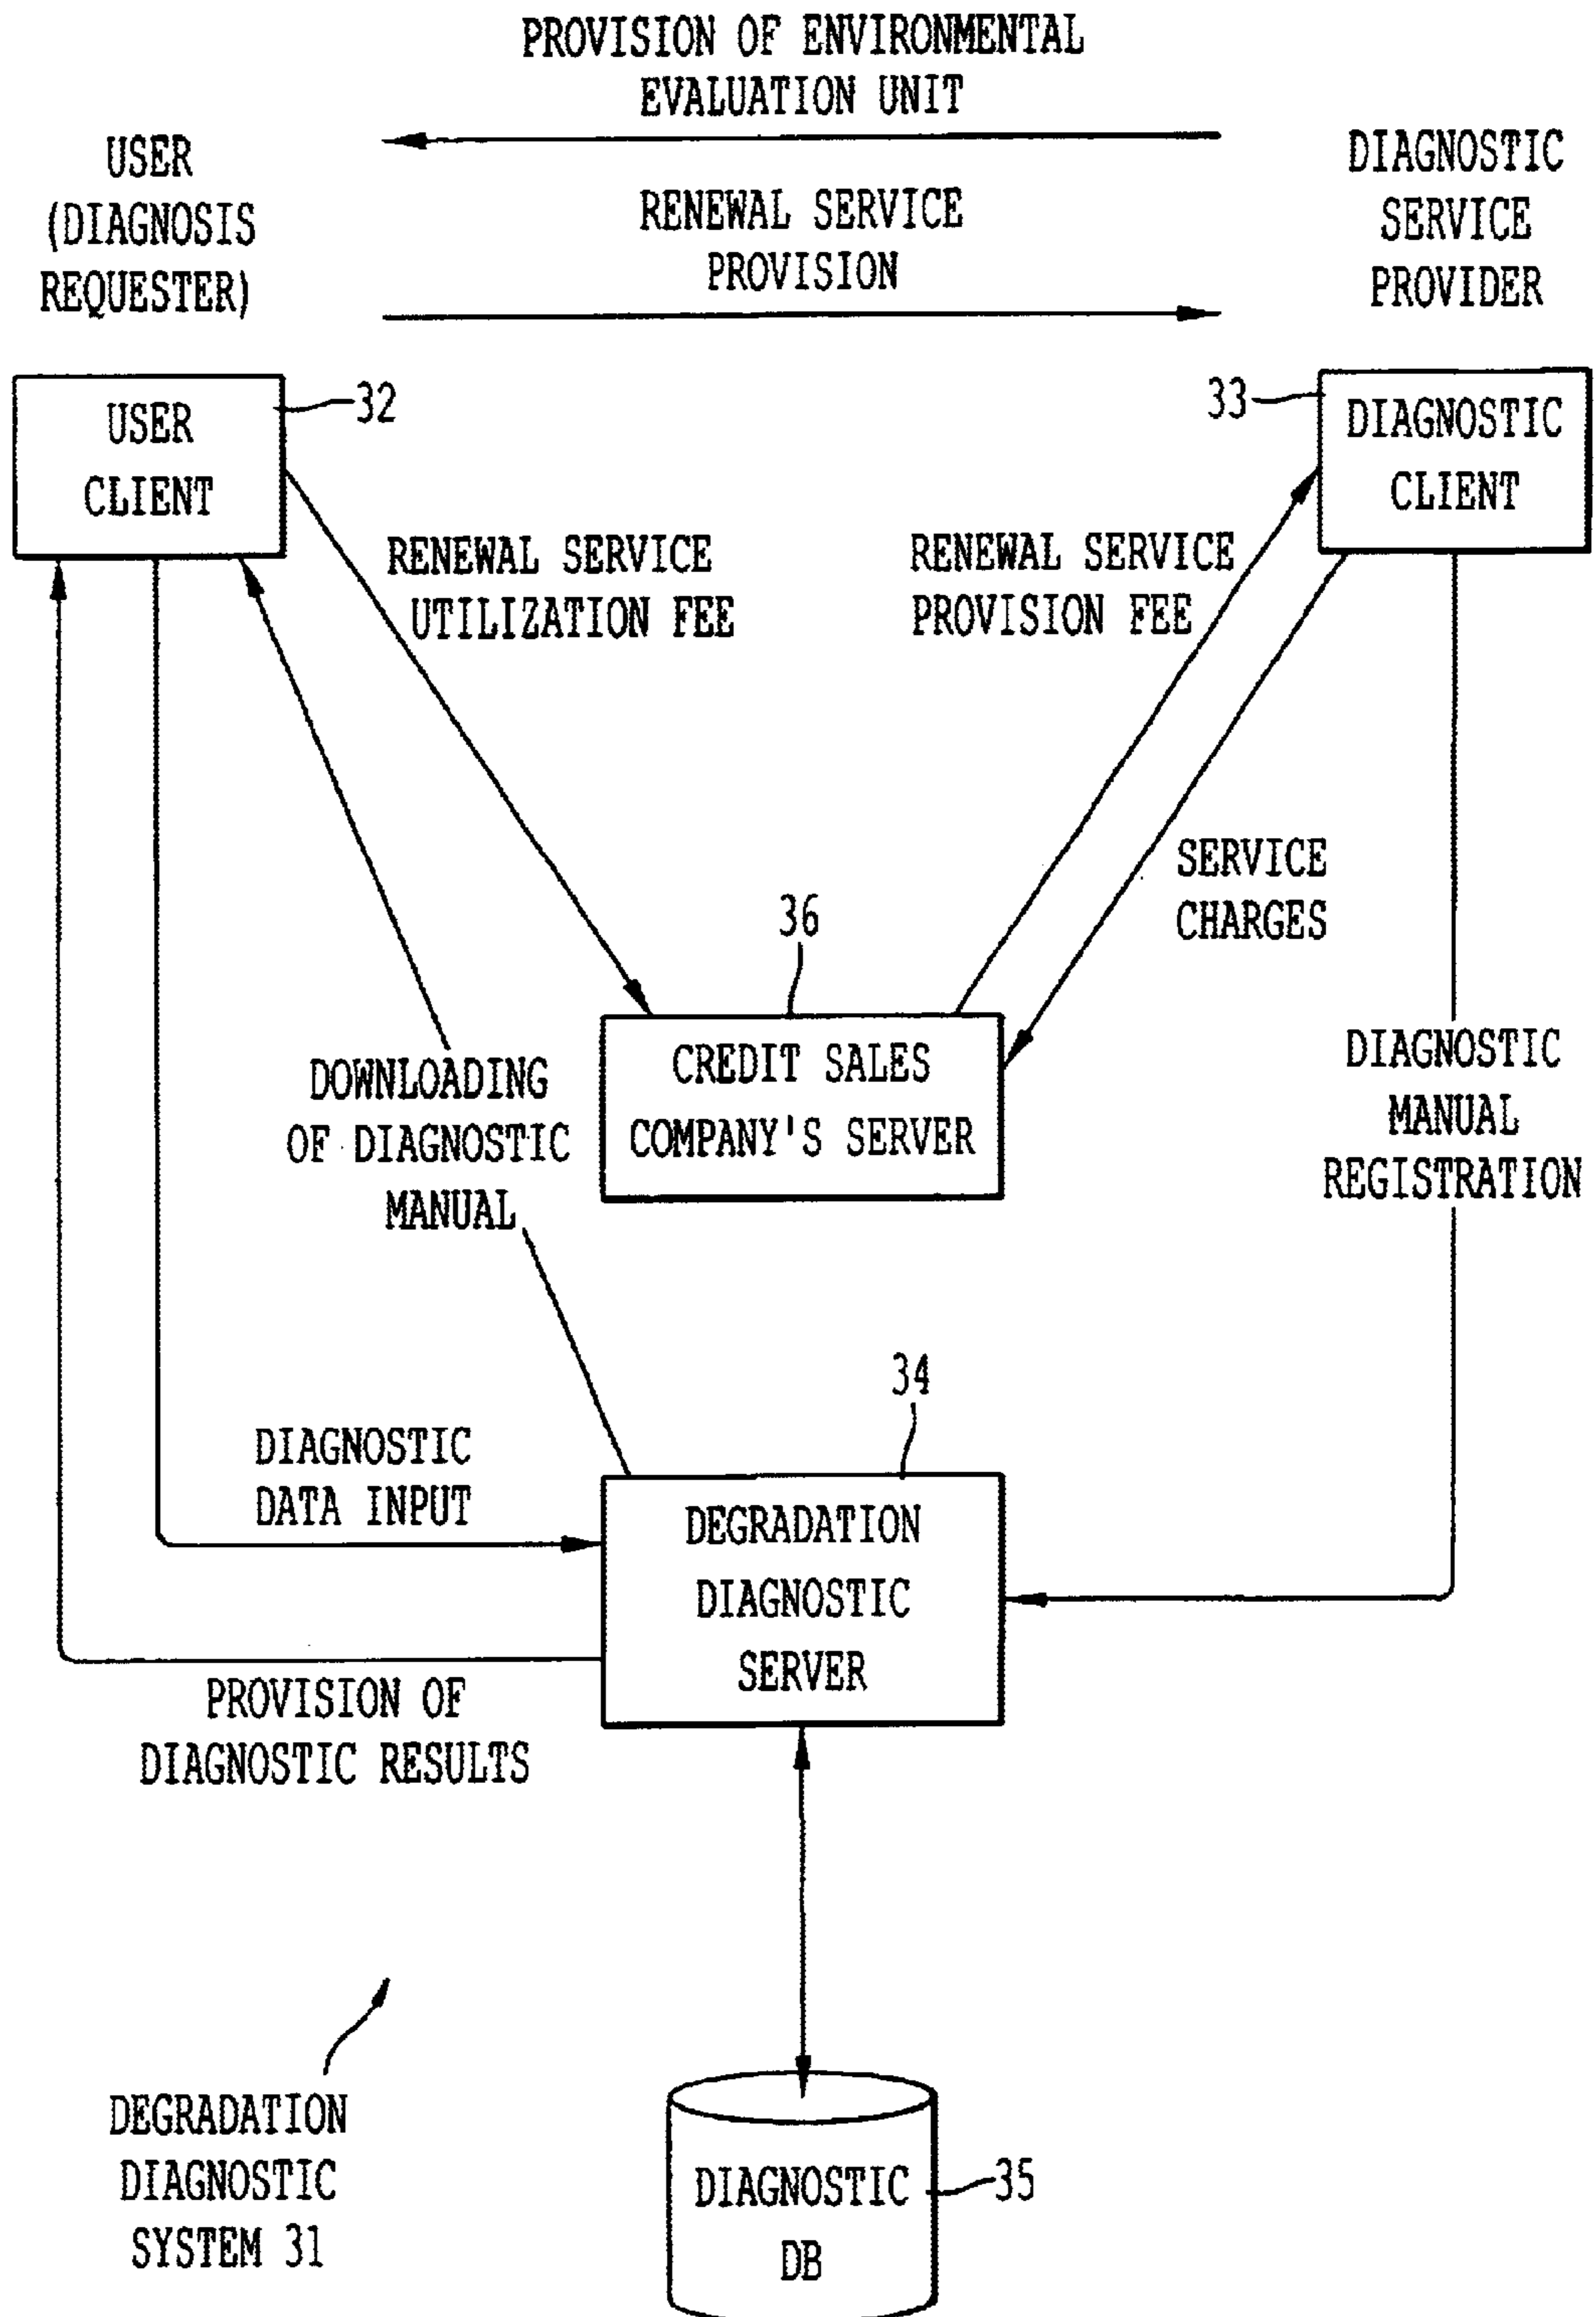 PROVISION OF ENVIRONMENTAL
EVALUATION UNIT
USER
(DIAGNOSIS
REQUESTER)
RENEWAL SERVICE
PROVISION
DIAGNOSTIC
SERVICE
PROVIDER
USER
CLIENT
32
33
DIAGNOSTIC
CLIENT
RENEWAL SERVICE
UTILIZATION FEE
RENEWAL SERVICE
PROVISION FEE
SERVICE
CHARGES
36
CREDIT SALES
COMPANY'S SERVER
DOWNLOADING
OF DIAGNOSTIC
MANUAL
DIAGNOSTIC
MANUAL
REGISTRATION
34
DIAGNOSTIC
DATA INPUT
DEGRADATION
DIAGNOSTIC
SERVER
PROVISION OF
DIAGNOSTIC RESULTS
DEGRADATION
DIAGNOSTIC
SYSTEM 31
DIAGNOSTIC
DB
35